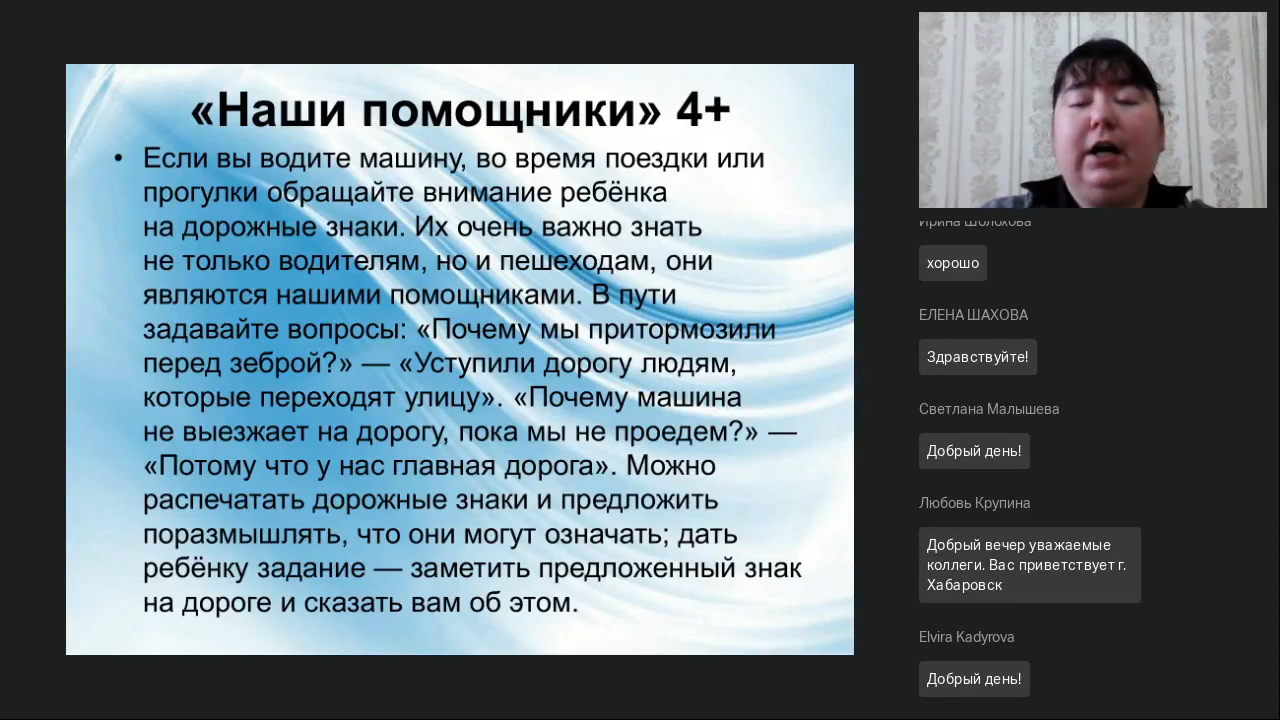 «Наши помощники» 4+
• Если вы водите машину, во время поездки или
прогулки обращайте внимание ребёнка
на дорожные знаки. Их очень важно знать
не только водителям, но и пешеходам, они
являются нашими помощниками. В пути
задавайте вопросы: «Почему мы притормозили
перед зеброй?» — «Уступили дорогу людям,
которые переходят улицу». «Почему машина
не выезжает на дорогу, пока мы не проедем?» —
«Потому что у нас главная дорога». Можно
распечатать дорожные знаки и предложить
поразмышлять, что они могут означать; дать
ребёнку задание — заметить предложенный знак
на дороге и сказать вам об этом.
Ирина Шолохова
хорошо
ЕЛЕНА ШАХОВА
Здравствуйте!
Светлана Малышева
Добрый день!
Любовь Крупина
Добрый вечер уважаемые
коллеги. Вас приветствует г.
Хабаровск
Elvira Kadyrova
Добрый день!